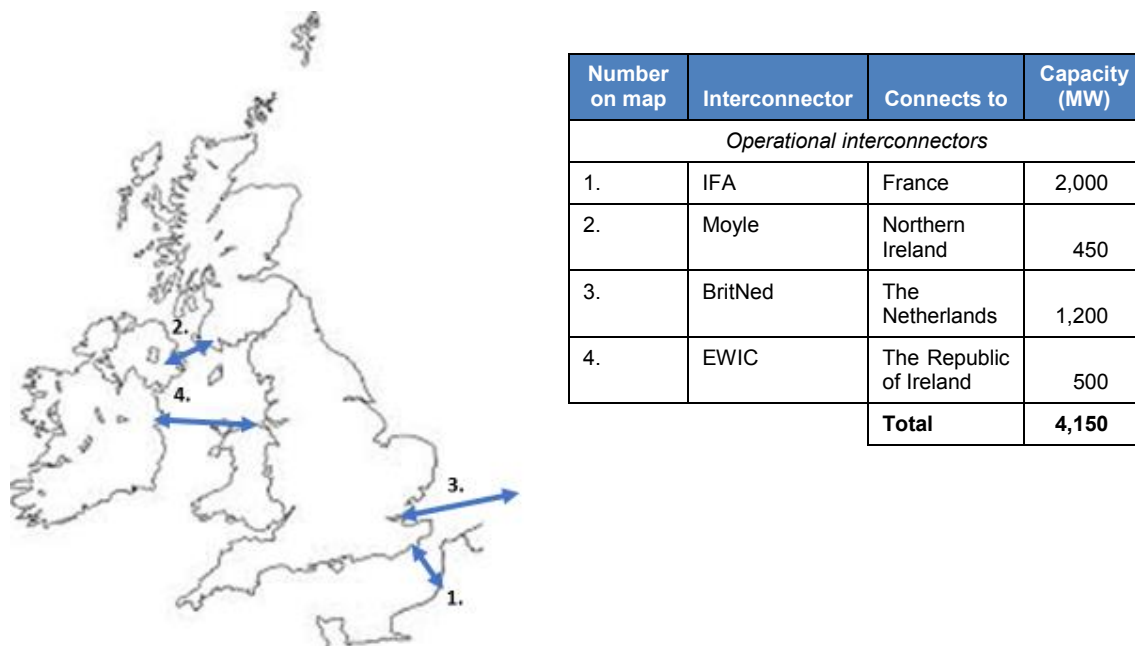 2.
4.
3.
1.
Number on map Interconnector Connects to Capacity (MW)
Operational interconnectors
1. IFA France 2,000
2. Moyle Northern Ireland 450
3. BritNed The Netherlands 1,200
4. EWIC The Republic of Ireland 500
Total 4,150